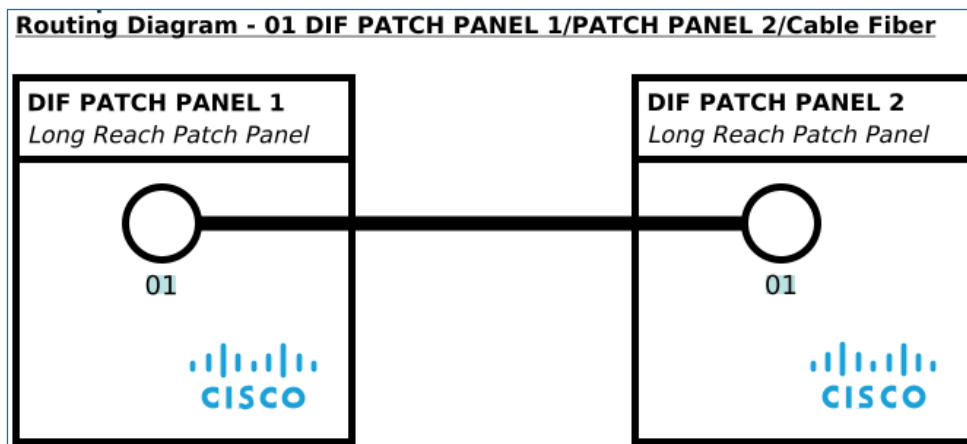 Routing Diagram - 01 DIF PATCH PANEL 1/PATCH PANEL 2/Cable Fiber
DIF PATCH PANEL 1
Long Reach Patch Panel
01
CISCO
DIF PATCH PANEL 2
Long Reach Patch Panel
01
CISCO